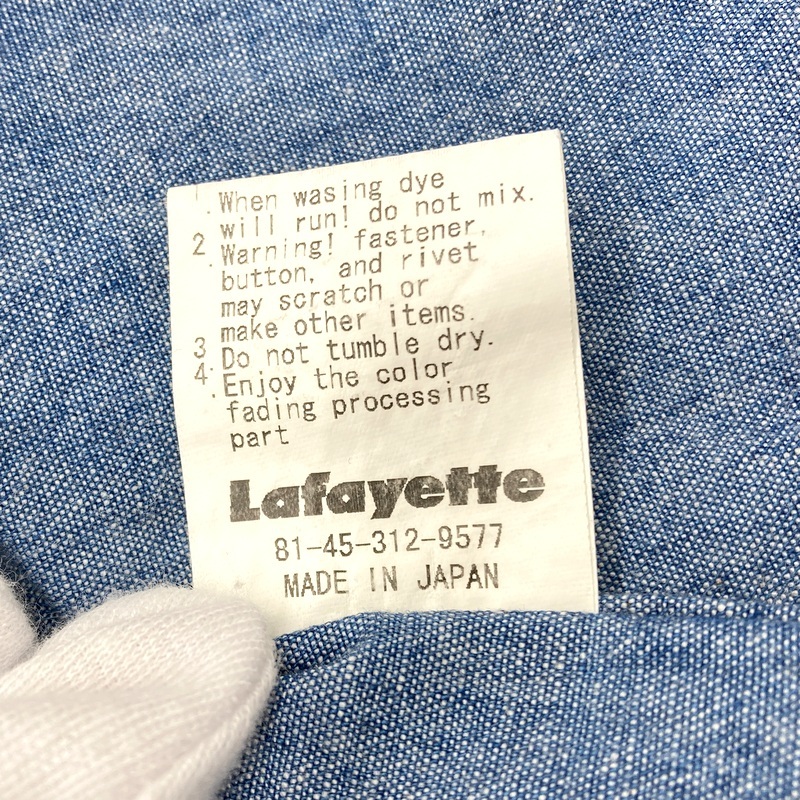 1.When wasing dye
will run! do not mix.
2.Warning! fastener,
button, and rivet
may scratch or
make other items.
3.Do not tumble dry.
4.Enjoy the color
fading processing
part
Lafayette
81-45-312-9577
MADE IN JAPAN